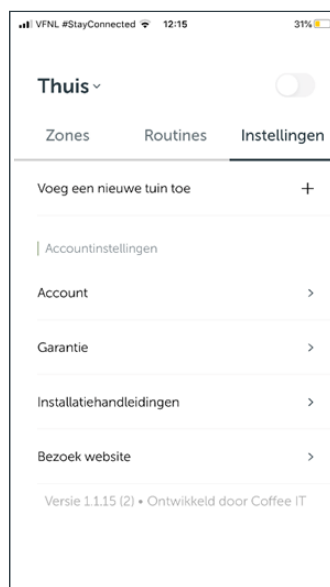 VFNL #StayConnected 12:15 31%
Thuis
Zones Routines Instellingen
Voeg een nieuwe tuin toe +
Accountinstellingen
Account >
Garantie >
Installatiehandleidingen >
Bezoek website >
Versie 1.1.15 (2) • Ontwikkeld door Coffee IT